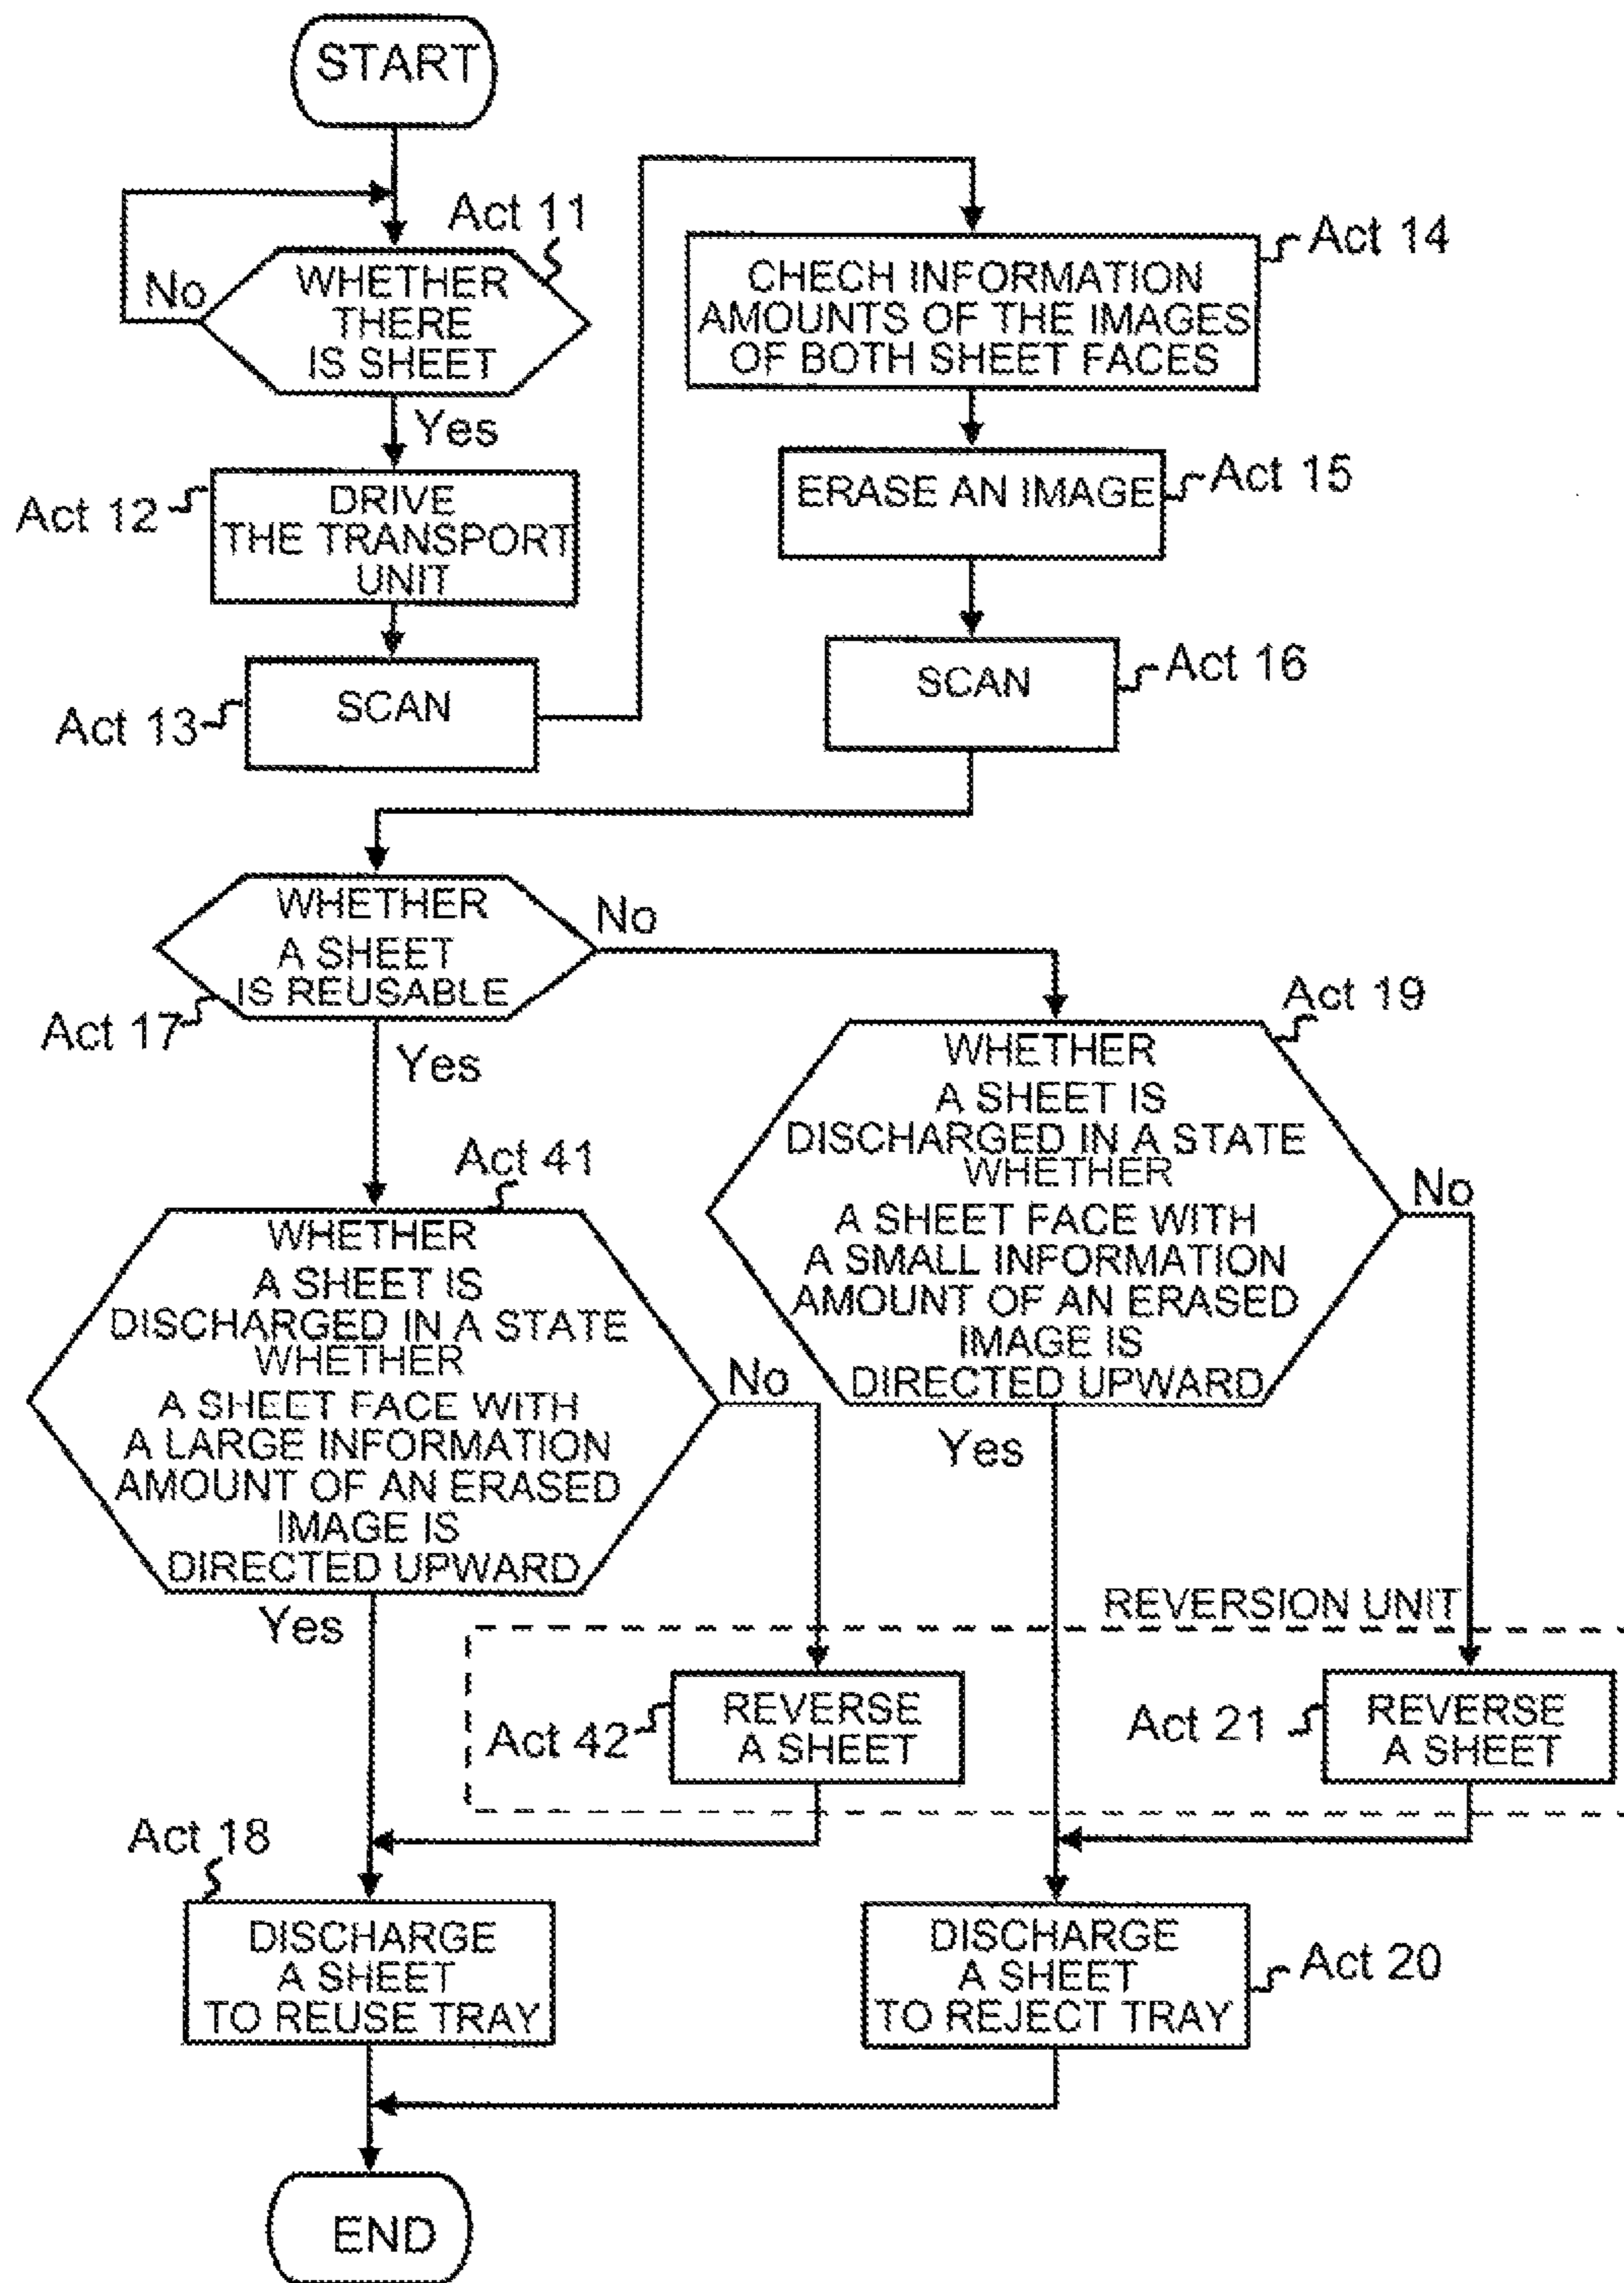 START
Act 11
No
WHETHER
THERE
IS SHEET
Yes
Act 12
DRIVE
THE TRANSPORT
UNIT
Act 13
SCAN
Act 14
CHECH INFORMATION
AMOUNTS OF THE IMAGES
OF BOTH SHEET FACES
ERASE AN IMAGE
Act 15
SCAN
Act 16
WHETHER
A SHEET
IS REUSABLE
No
Act 17
Yes
Act 19
WHETHER
A SHEET IS
DISCHARGED IN A STATE
WHETHER
A SHEET FACE WITH
A SMALL INFORMATION
AMOUNT OF AN ERASED
IMAGE IS
DIRECTED UPWARD
No
Yes
Act 41
WHETHER
A SHEET IS
DISCHARGED IN A STATE
WHETHER
A SHEET FACE WITH
A LARGE INFORMATION
AMOUNT OF AN ERASED
IMAGE IS
DIRECTED UPWARD
No
Yes
REVERSION UNIT
Act 42
REVERSE
A SHEET
Act 21
REVERSE
A SHEET
Act 18
DISCHARGE
A SHEET
TO REUSE TRAY
DISCHARGE
A SHEET
TO REJECT TRAY
Act 20
END